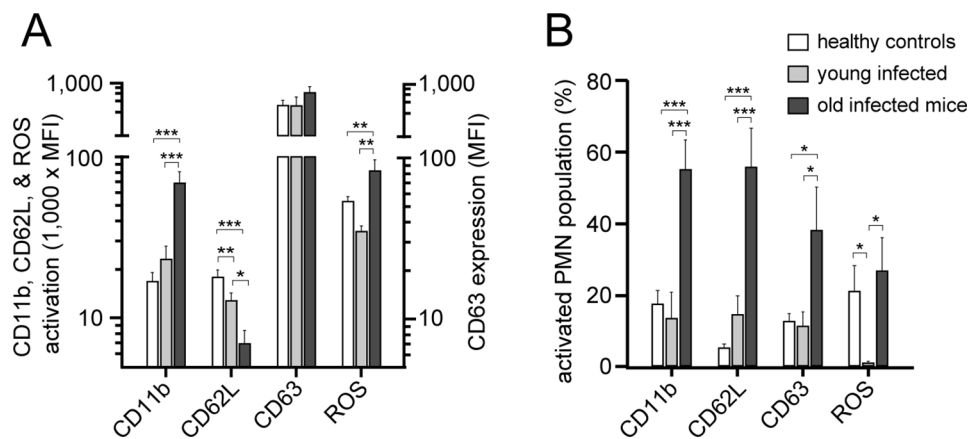 A
CD11b, CD62L, & ROS
activation (1,000 x MFI)
1,000
100
10
***
***
***
**
*
**
**
1,000
100
10
CD63 expression (MFI)
CD11b
CD62L
CD63
ROS
B
healthy controls
young infected
old infected mice
activated PMN population (%)
80
60
40
20
0
***
***
***
***
*
*
*
*
CD11b
CD62L
CD63
ROS